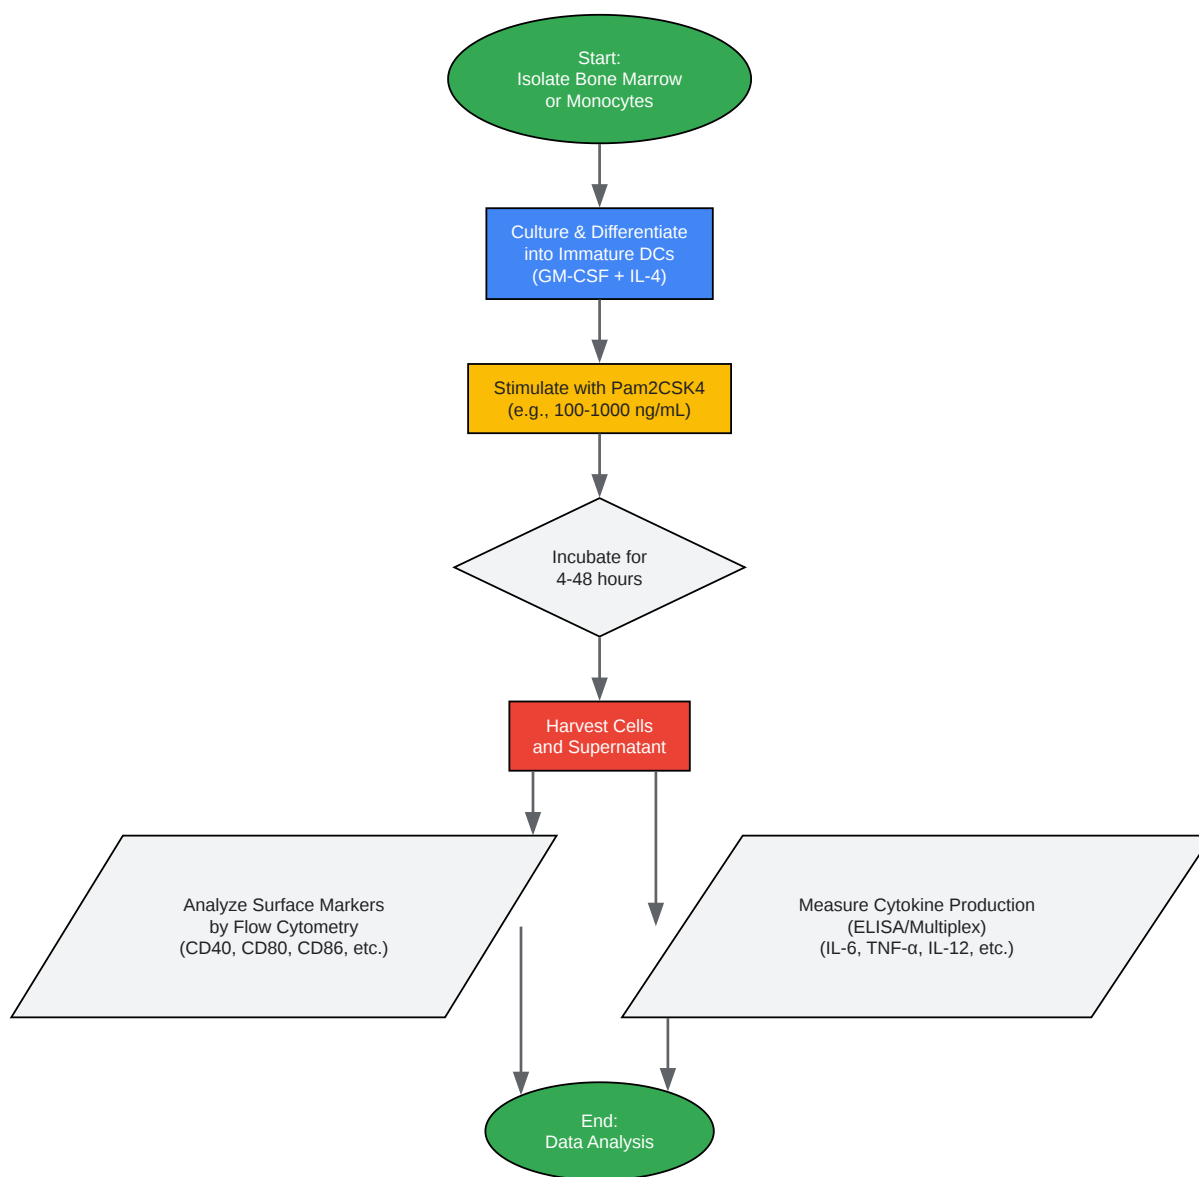 Start:
Isolate Bone Marrow
or Monocytes
Culture & Differentiate
into Immature DCs
(GM-CSF + IL-4)
Stimulate with Pam2CSK4
(e.g., 100-1000 ng/mL)
Incubate for
4-48 hours
Harvest Cells
and Supernatant
Analyze Surface Markers
by Flow Cytometry
(CD40, CD80, CD86, etc.)
Measure Cytokine Production
(ELISA/Multiplex)
(IL-6, TNF-α, IL-12, etc.)
End:
Data Analysis